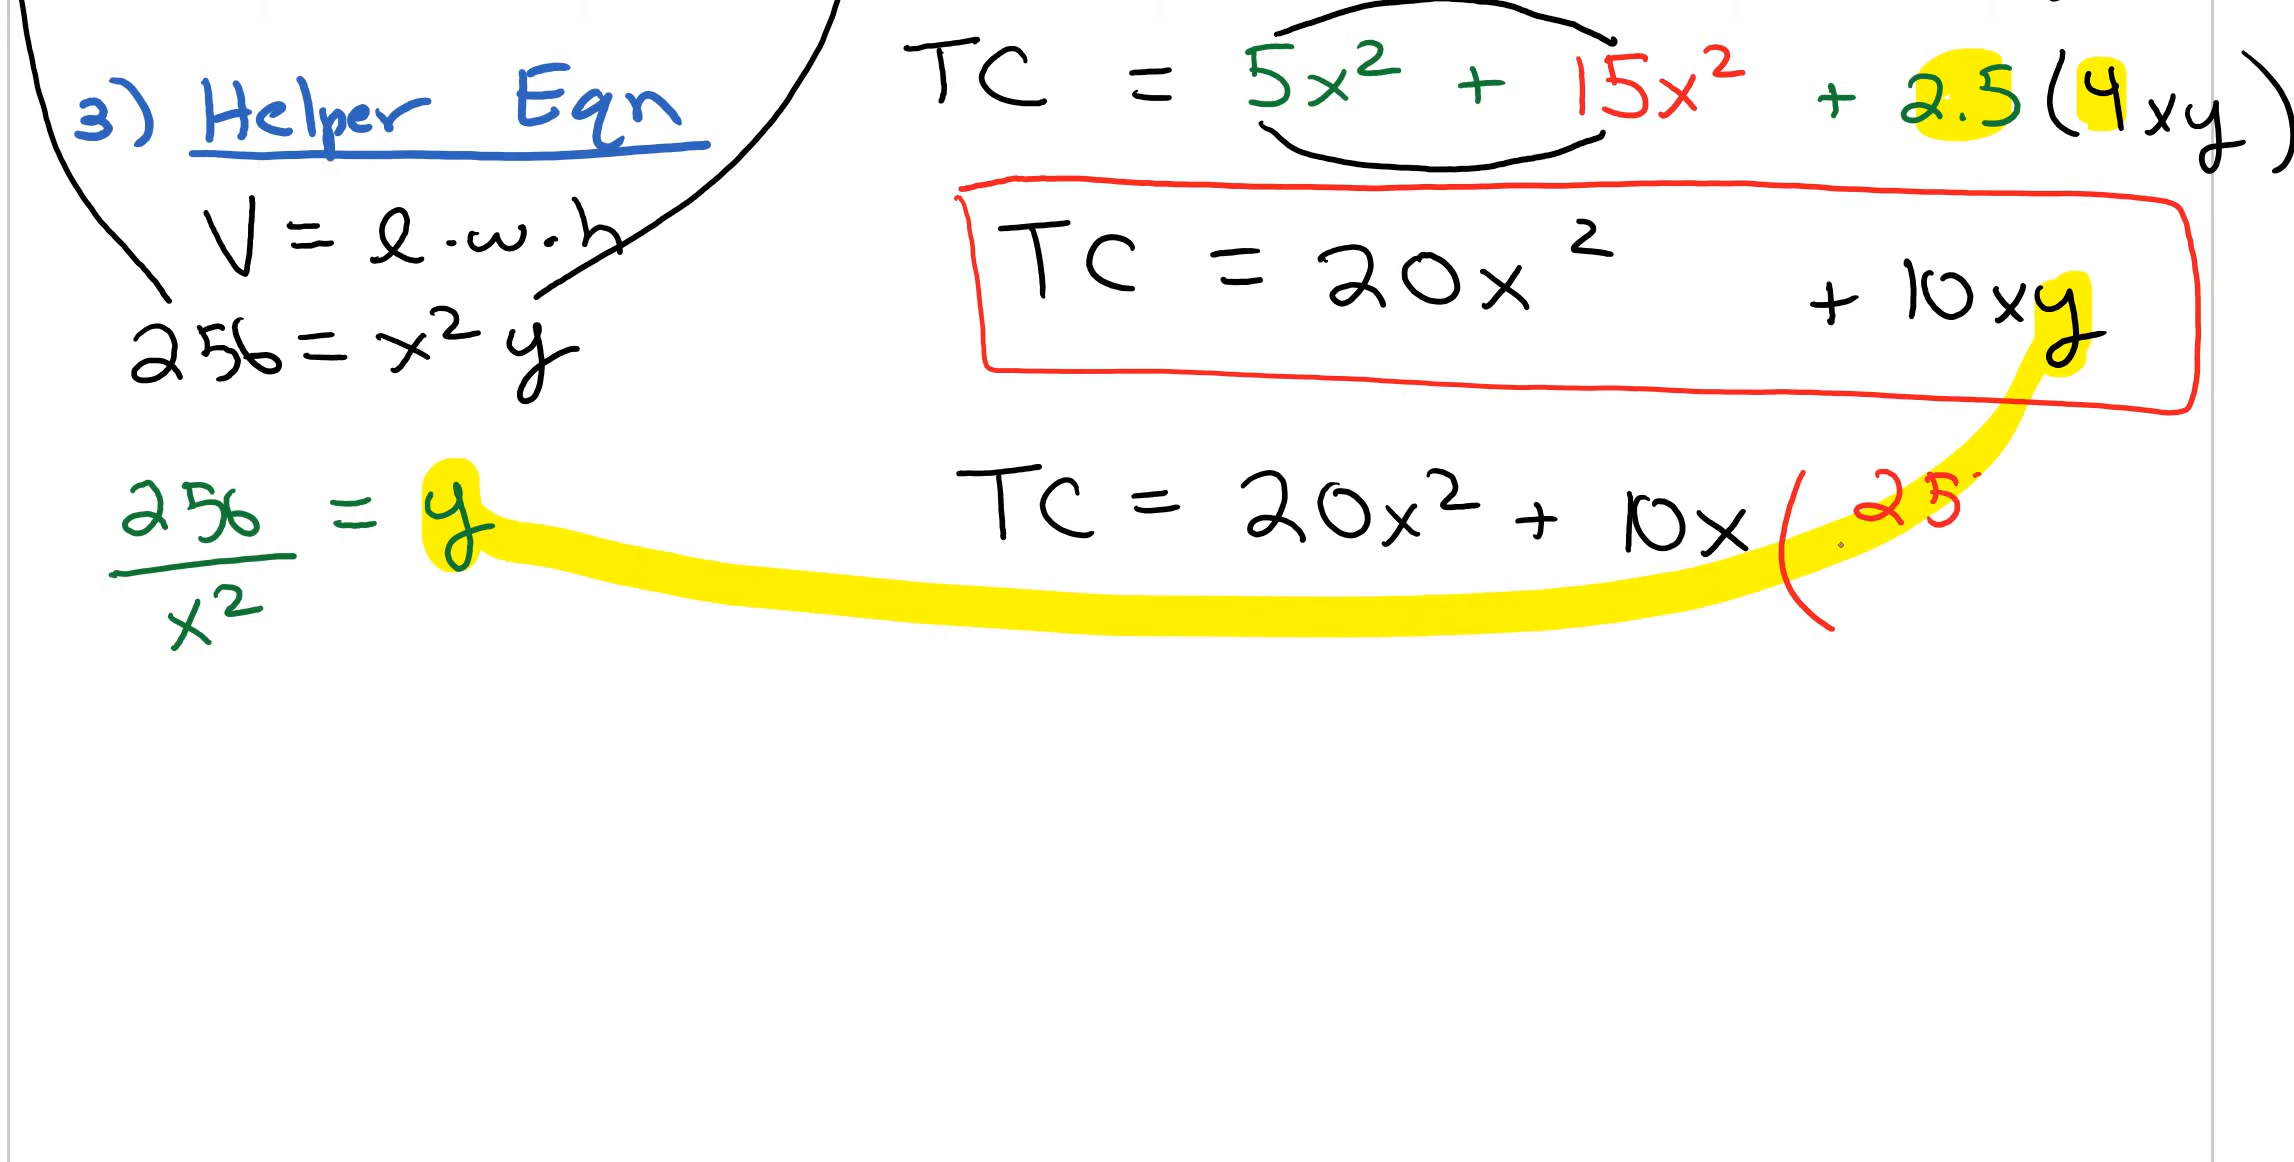 3) Helper Eqn
V = l · w · h
256 = x² y
256/x² = y
TC = 5x² + 15x² + 2.5 (4xy)
TC = 20x² + 10xy
TC = 20x² + 10x ( 25